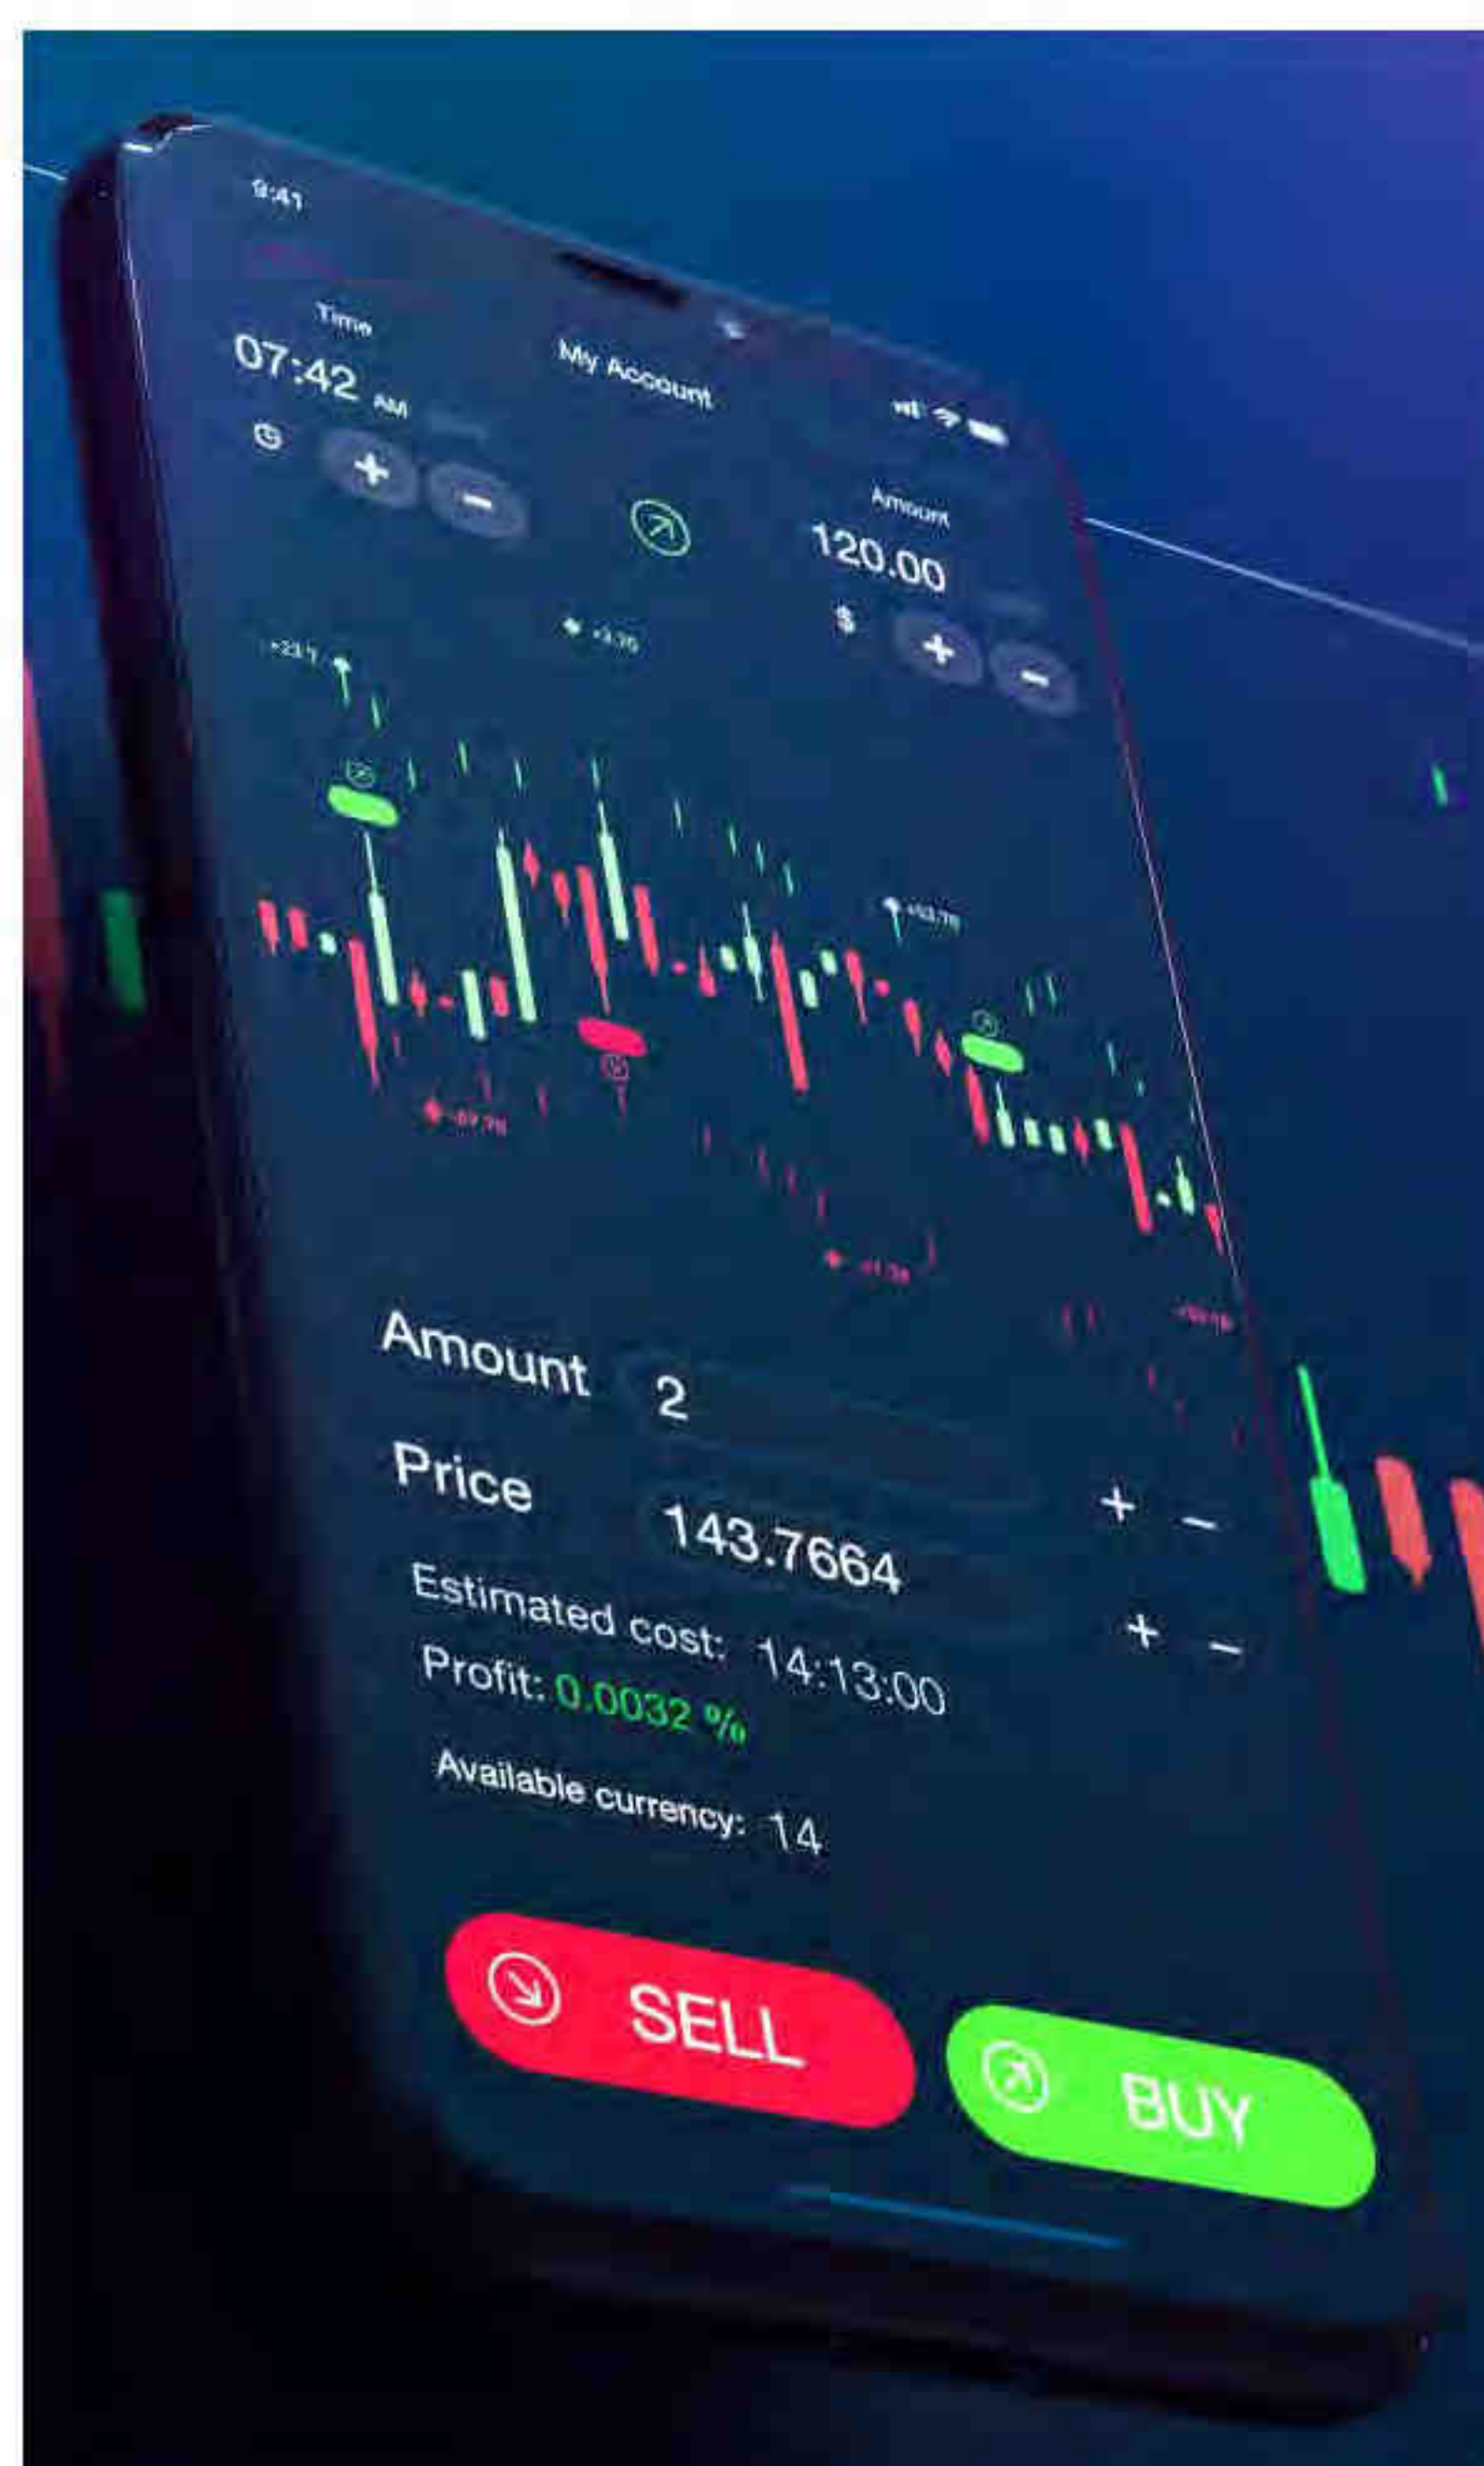 9:41
Time
07:42 AM
My Account
Amount
120.00
$
Amount 2
Price 143.7664
Estimated cost: 14:13:00
Profit: 0.0032 %
Available currency: 14
SELL
BUY